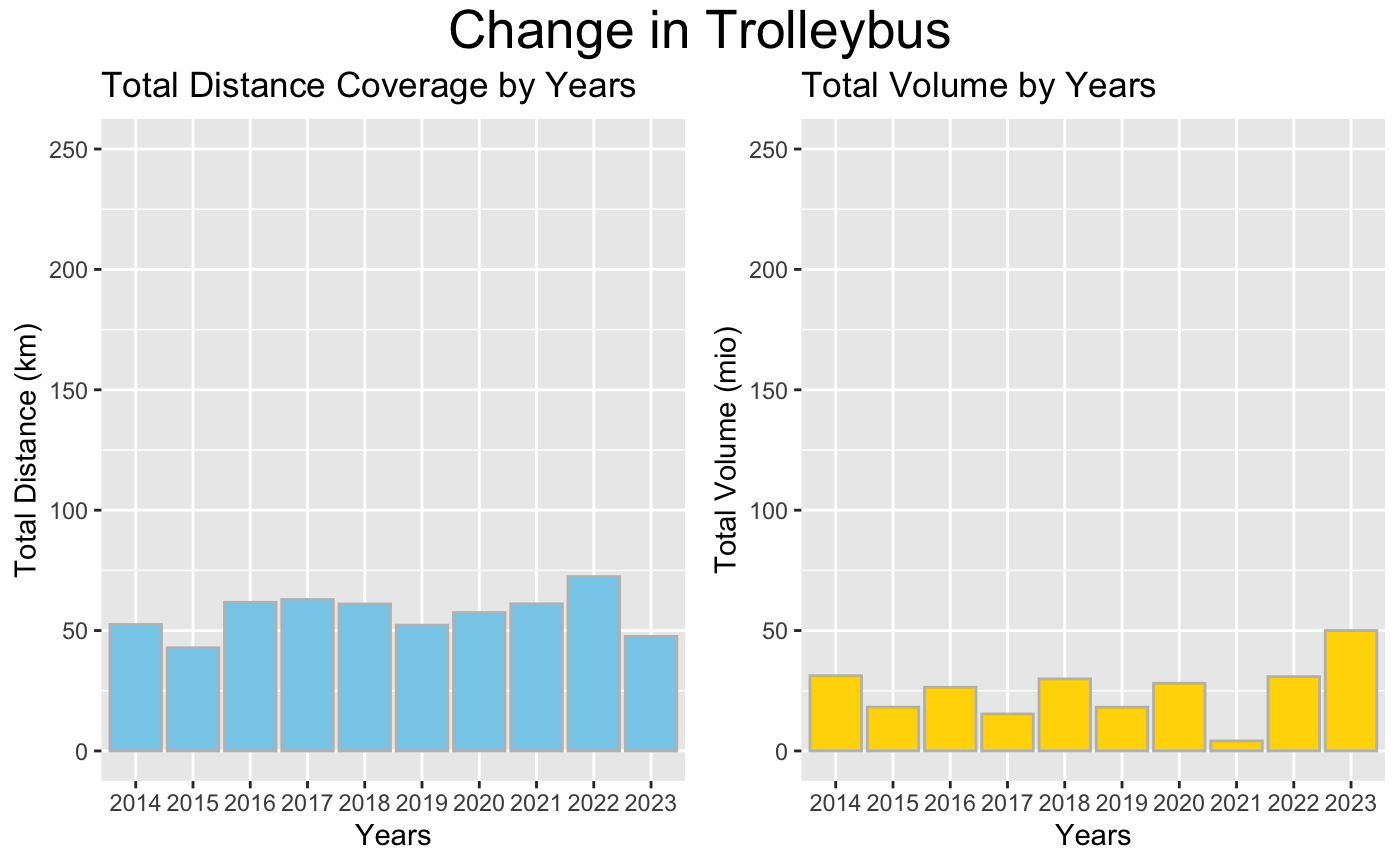 Change in Trolleybus
Total Distance Coverage by Years
250
200
150
100
50
0
Total Distance (km)
2014 2015 2016 2017 2018 2019 2020 2021 2022 2023
Years
Total Volume by Years
250
200
150
100
50
0
Total Volume (mio)
2014 2015 2016 2017 2018 2019 2020 2021 2022 2023
Years